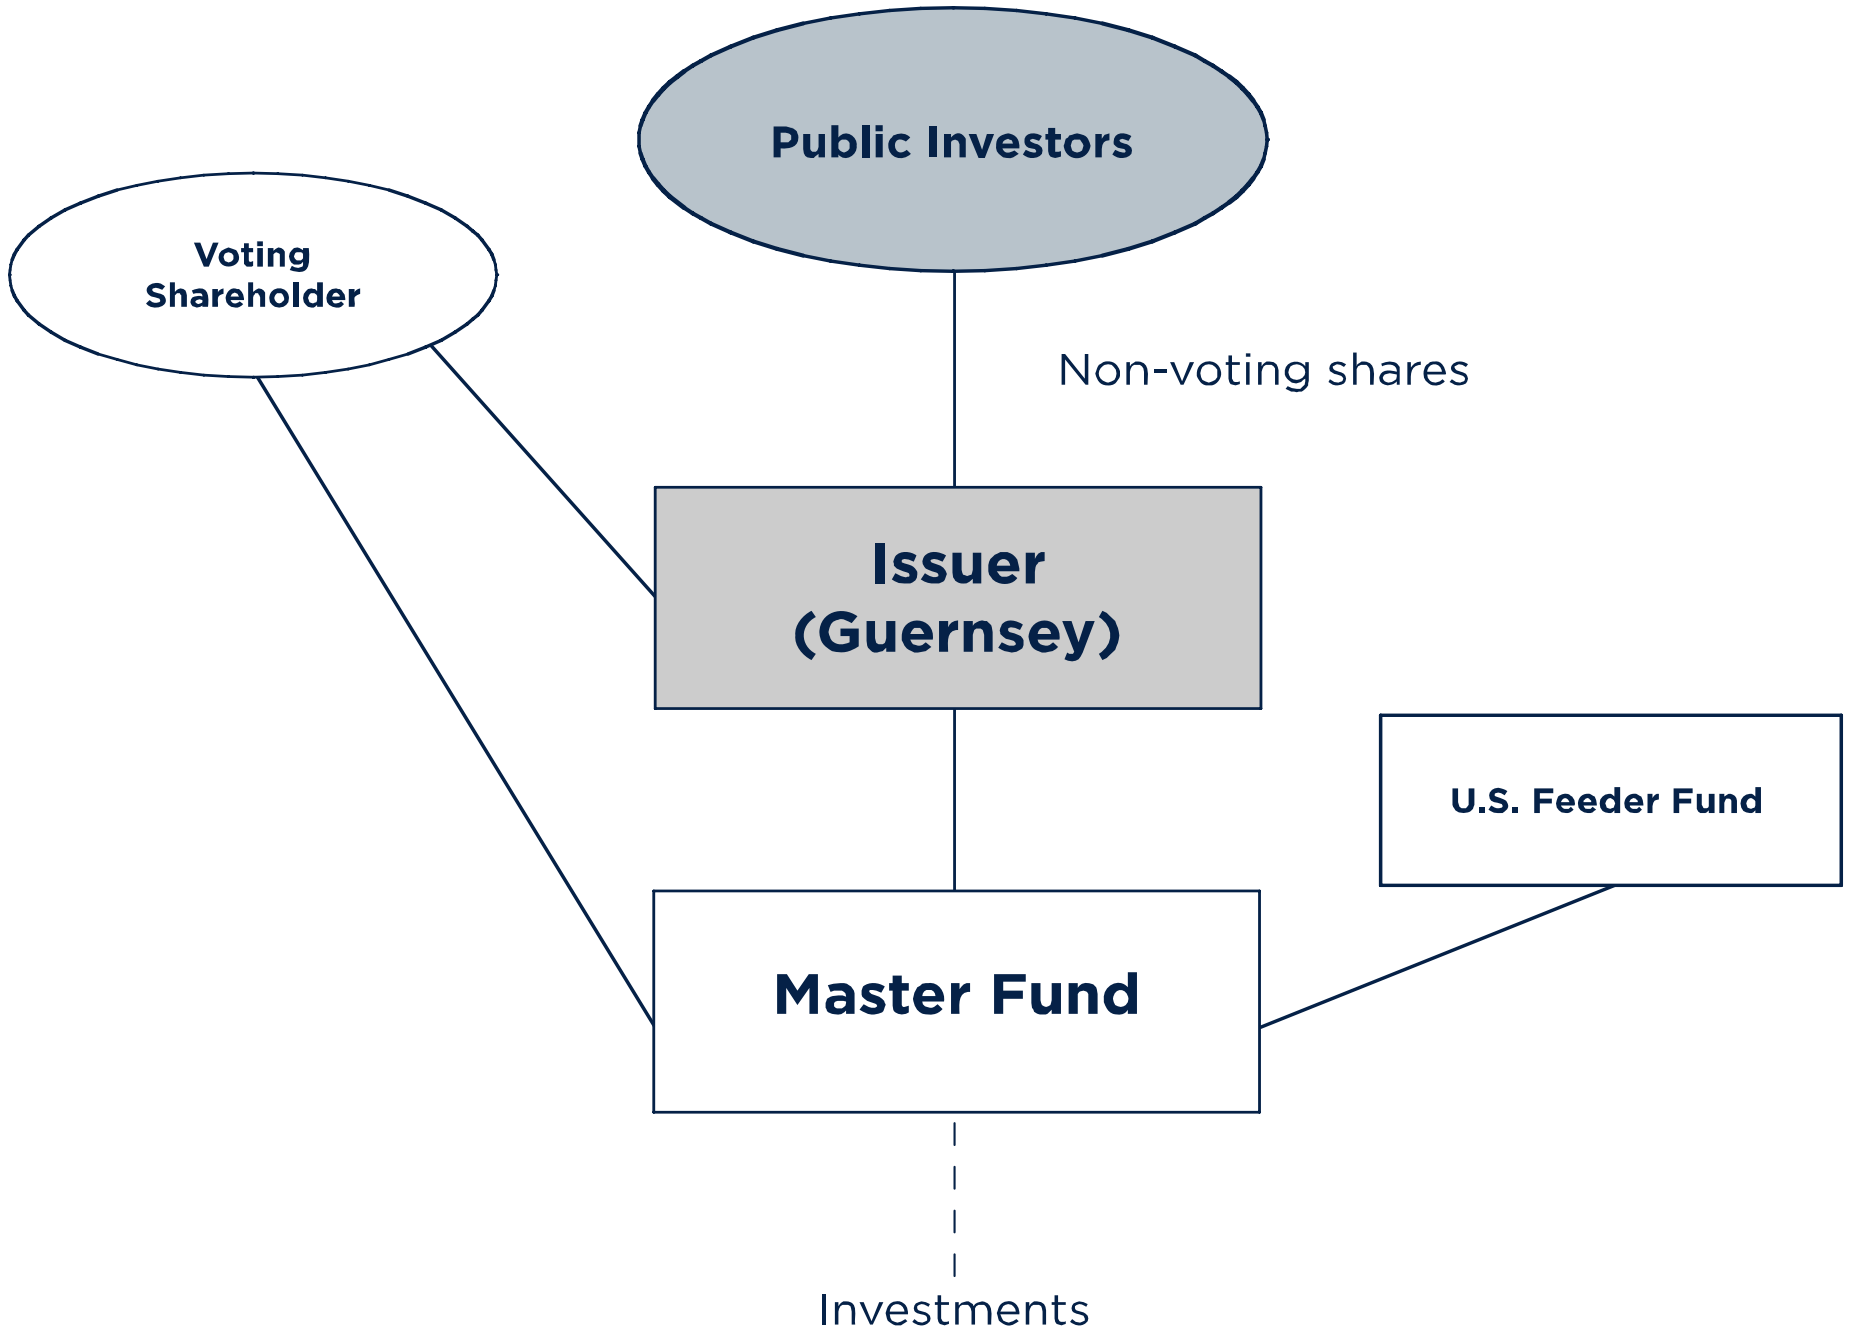 Public Investors
Voting
Shareholder
Non-voting shares
Issuer
(Guernsey)
U.S. Feeder Fund
Master Fund
Investments